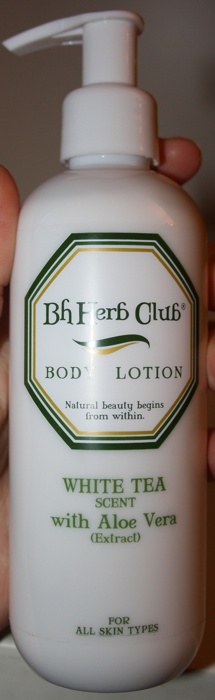 Bh Herb Club®
BODY LOTION
Natural beauty begins
from within.
WHITE TEA
SCENT
with Aloe Vera
(Extract)
FOR
ALL SKIN TYPES